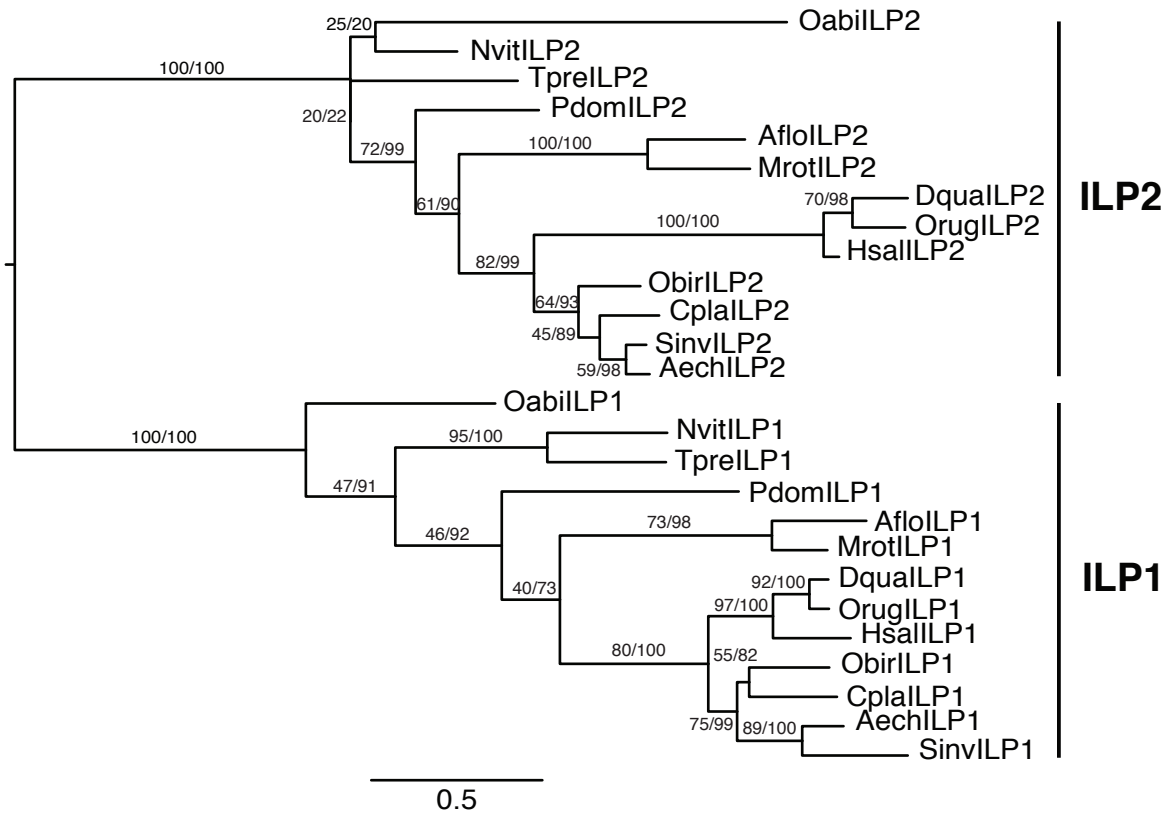 25/20
OabiILP2
NvitILP2
100/100
TpreILP2
20/22
PdomILP2
72/99
100/100
AfloILP2
MrotILP2
61/90
70/98
DquaILP2
ILP2
100/100
OrugILP2
HsalILP2
82/99
ObirILP2
64/93
CplaILP2
45/89
SinvILP2
59/98
AechILP2
OabiILP1
100/100
95/100
NvitILP1
TpreILP1
47/91
PdomILP1
46/92
73/98
AfloILP1
MrotILP1
40/73
92/100
DquaILP1
ILP1
97/100
OrugILP1
HsalILP1
80/100
55/82
ObirILP1
CplaILP1
75/99
89/100
AechILP1
SinvILP1
0.5